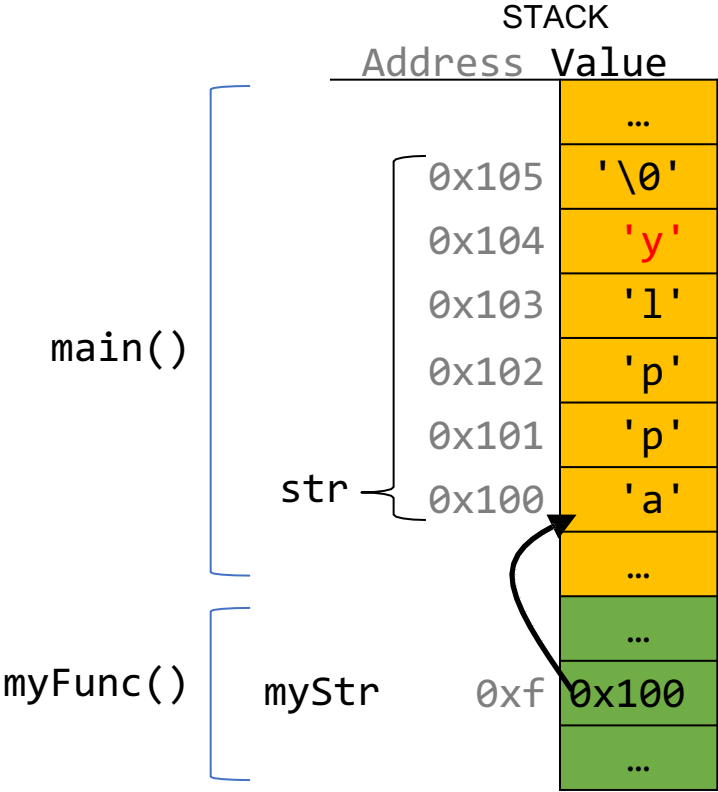 STACK
Address Value
…
0x105 '\0'
0x104 'y'
0x103 'l'
main()
0x102 'p'
0x101 'p'
str 0x100 'a'
…
…
myFunc() myStr 0xf 0x100
…